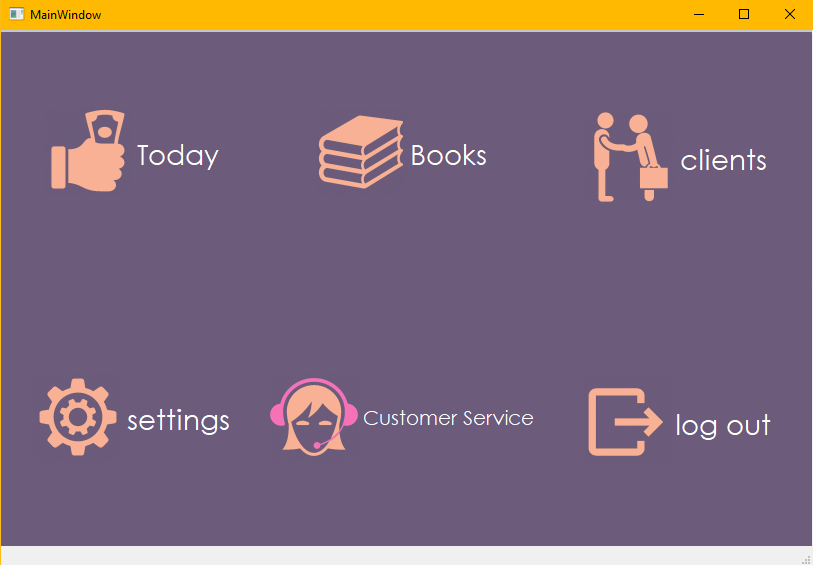 MainWindow
Today
Books
clients
settings
Customer Service
log out